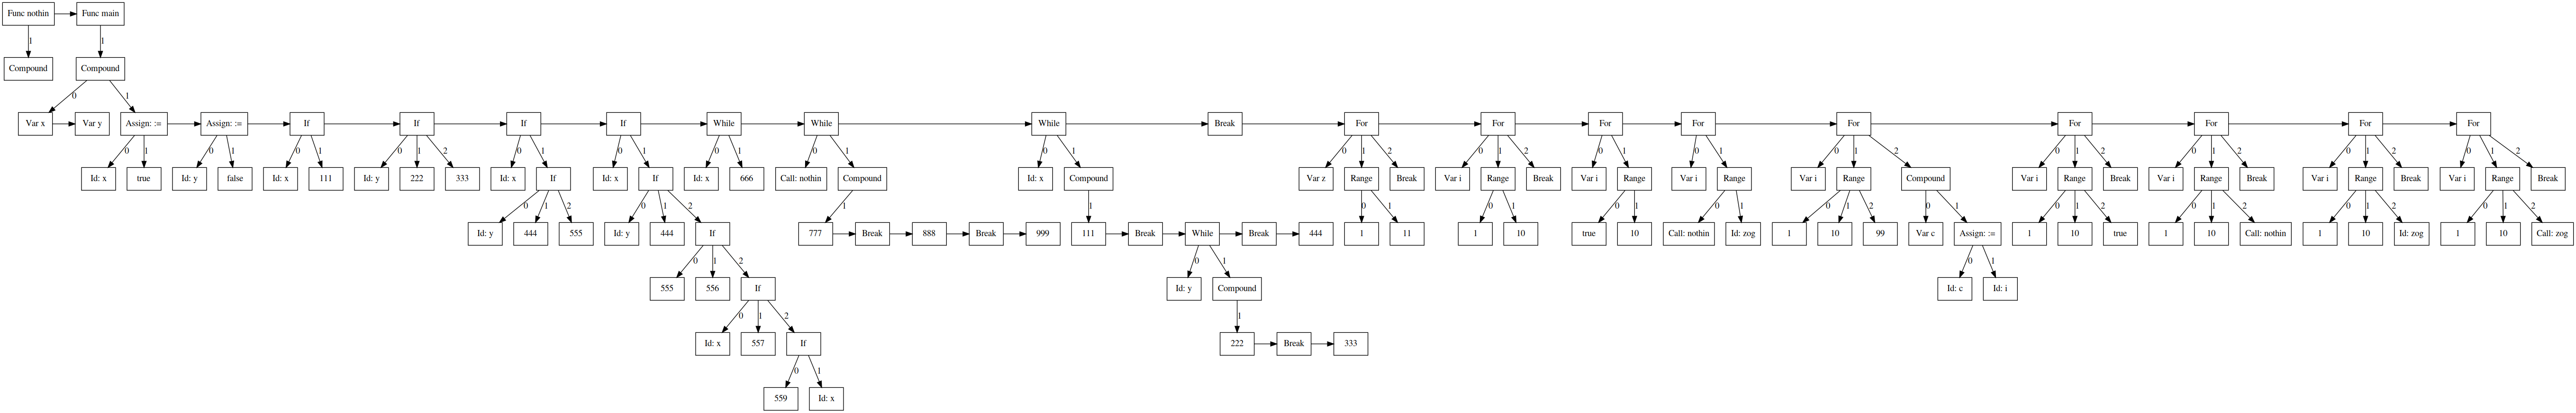 Func nothin Func main
1 1
Compound Compound
0 1
Var x Var y Assign: := Assign: := If If If If While While While Break For For For For For For For For For
0 1 0 1 0 1 0 1 2 0 1 0 1 0 1 0 1 0 1 0 1 2 0 1 2 0 1 0 1 0 1 2 0 1 2 0 1 2 0 1 2 0 1 2
Id: x true Id: y false Id: x 111 Id: y 222 333 Id: x If Id: x If Id: x 666 Call: nothin Compound Id: x Compound Var z Range Break Var i Range Break Var i Range Var i Range Var i Range Compound Var i Range Break Var i Range Break Var i Range Break Var i Range Break
0 1 2 0 1 2 1 1 0 1 0 1 0 1 0 1 0 1 2 0 1 0 1 2 0 1 2 0 1 2 0 1 2
Id: y 444 555 Id: y 444 If 777 Break 888 Break 999 111 Break While Break 444 1 11 1 10 true 10 Call: nothin Id: zog 1 10 99 Var c Assign: := 1 10 true 1 10 Call: nothin 1 10 Id: zog 1 10 Call: zog
0 1 2 0 1 0 1
555 556 If Id: y Compound Id: c Id: i
0 1 2 1
Id: x 557 If 222 Break 333
0 1
559 Id: x